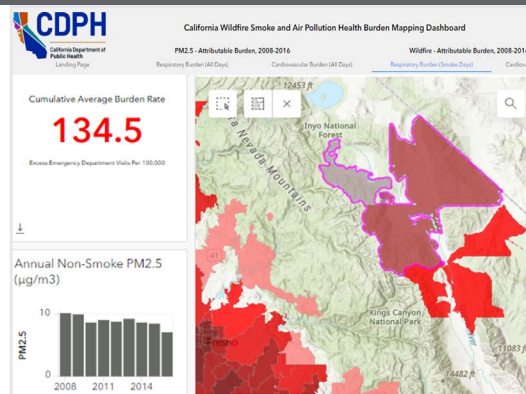 CDPH
California Department of
Public Health
California Wildfire Smoke and Air Pollution Health Burden Mapping Dashboard
PM2.5 - Attributable Burden, 2008-2016
Wildfire - Attributable Burden, 2008-2016
Landing Page
Respiratory Burden (All Days)
Cardiovascular Burden (All Days)
Respiratory Burden (Smoke Days)
Cumulative Average Burden Rate
134.5
Excess Emergency Department Visits Per 100,000
Annual Non-Smoke PM2.5
(µg/m3)
PM2.5
10
0
2008 2011 2014
12453 ft
Inyo National
Forest
Nevada Mountains
41
Kings Canyon
National Park
Fresno
11083 ft
14482 ft